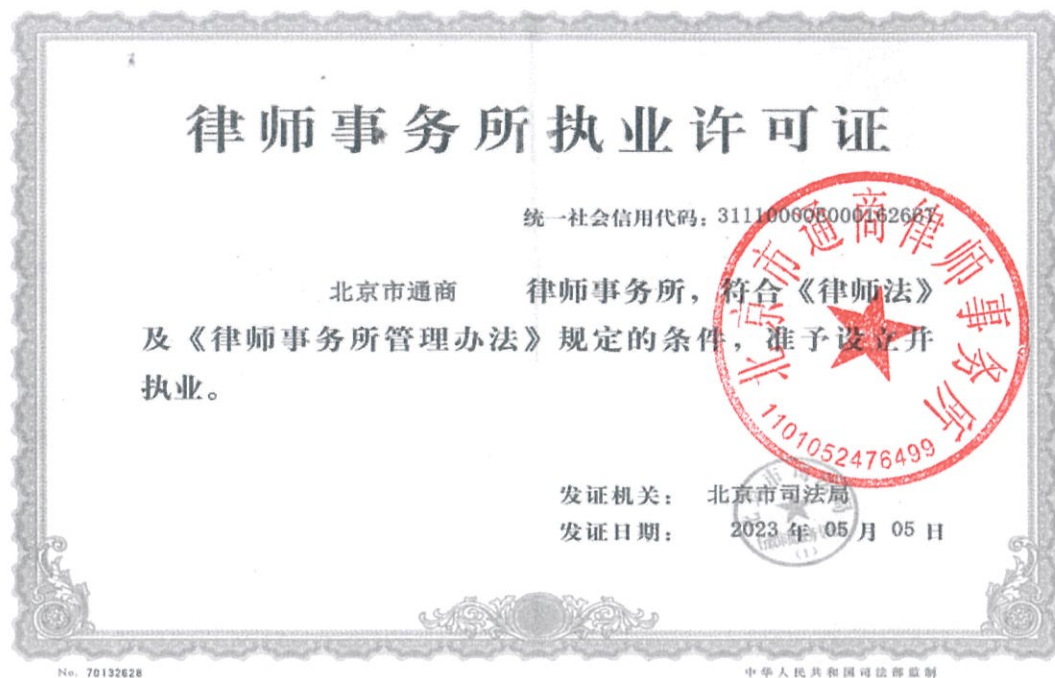 律师事务所执业许可证
统一社会信用代码：
北京市通商 律师事务所，符合《律师法》
及《律师事务所管理办法》规定的条件，准予设立并
执业。
北京市通商律师事务所
1101052476499
发证机关： 北京市司法局
发证日期： 2023 年 05 月 05 日
No. 70132628
中华人民共和国司法部监制